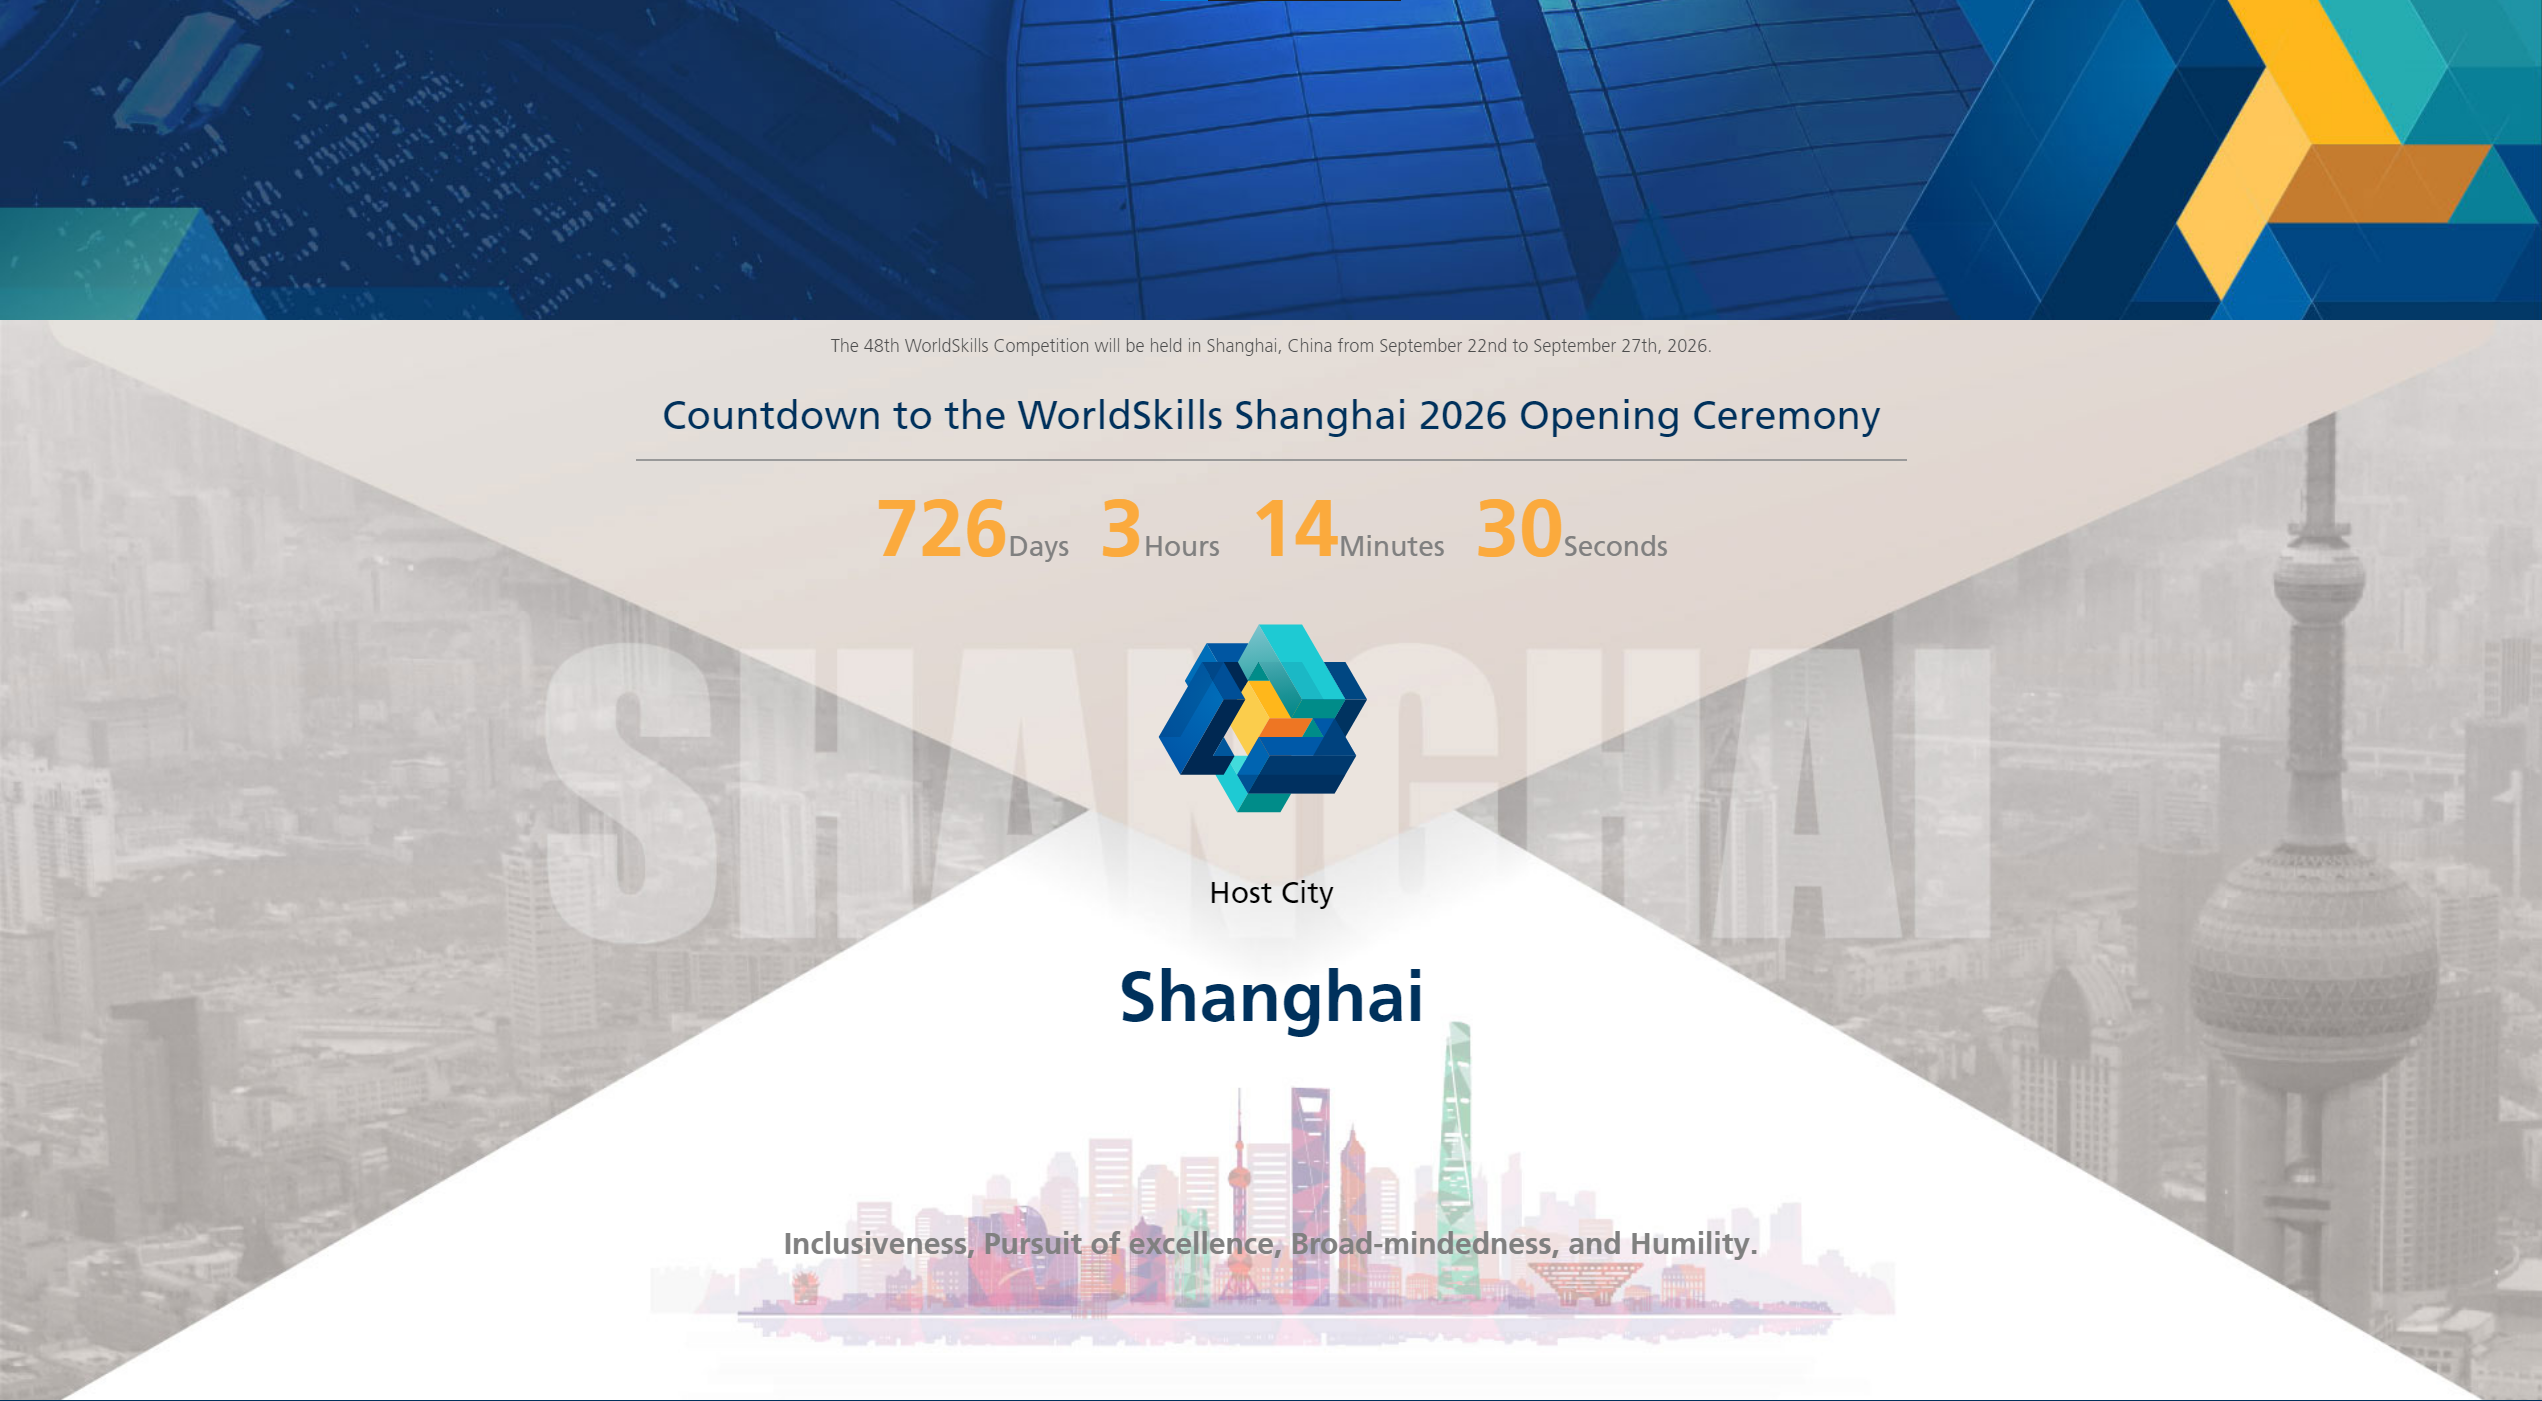 The 48th WorldSkills Competition will be held in Shanghai, China from September 22nd to September 27th, 2026.
Countdown to the WorldSkills Shanghai 2026 Opening Ceremony
726Days 3Hours 14Minutes 30Seconds
SHANGHAI
Host City
Shanghai
Inclusiveness, Pursuit of excellence, Broad-mindedness, and Humility.